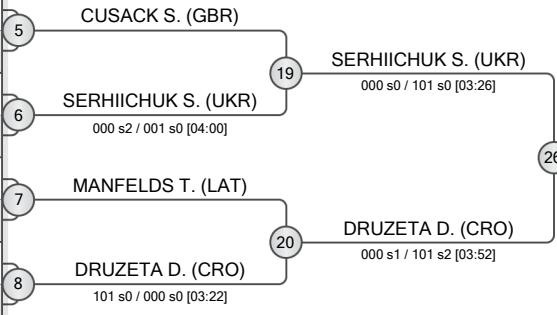 CUSACK S. (GBR)
5
19
SERHIICHUK S. (UKR)
000 s0 / 101 s0 [03:26]
SERHIICHUK S. (UKR)
6
000 s2 / 001 s0 [04:00]
26
MANFELDS T. (LAT)
7
20
DRUZETA D. (CRO)
000 s1 / 101 s2 [03:52]
DRUZETA D. (CRO)
8
101 s0 / 000 s0 [03:22]